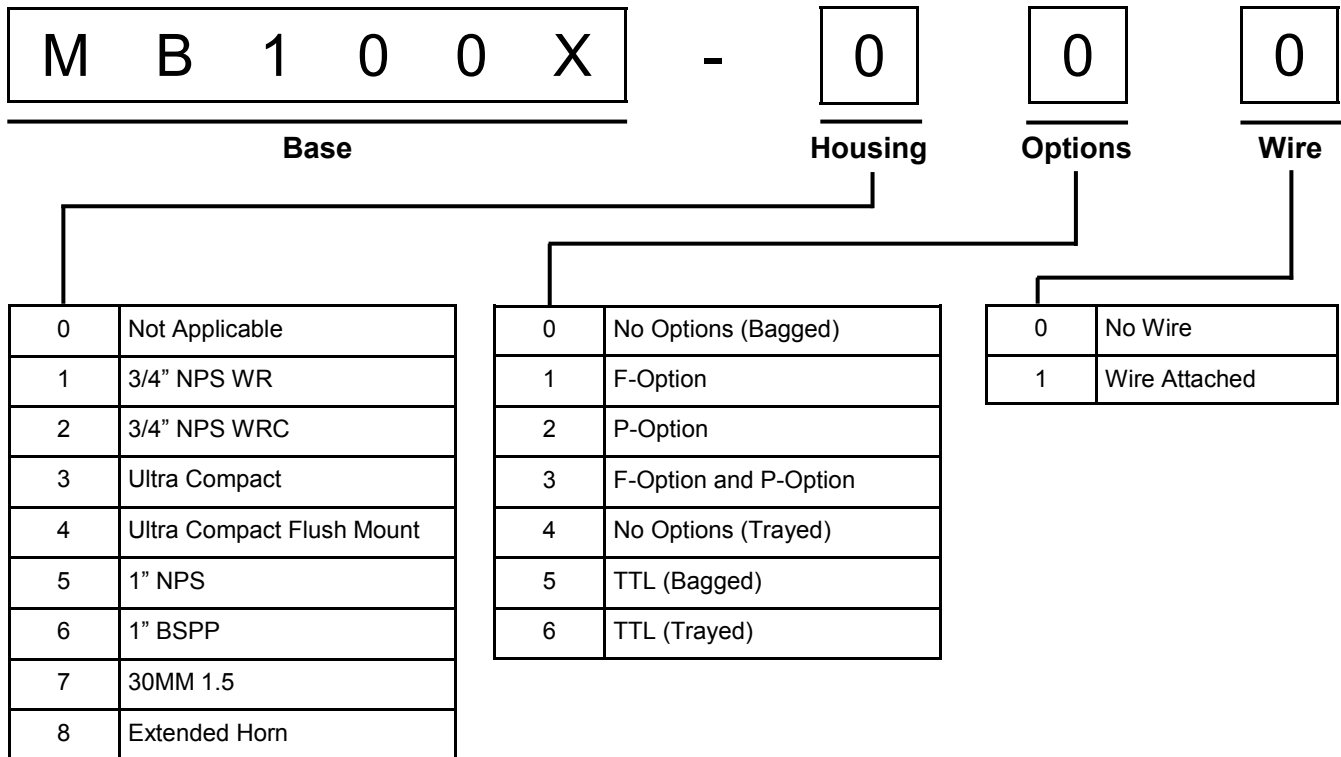 M B 1 0 0 X - 0 0 0
Base Housing Options Wire
0 Not Applicable
1 3/4” NPS WR
2 3/4” NPS WRC
3 Ultra Compact
4 Ultra Compact Flush Mount
5 1” NPS
6 1” BSPP
7 30MM 1.5
8 Extended Horn
0 No Options (Bagged)
1 F-Option
2 P-Option
3 F-Option and P-Option
4 No Options (Trayed)
5 TTL (Bagged)
6 TTL (Trayed)
0 No Wire
1 Wire Attached